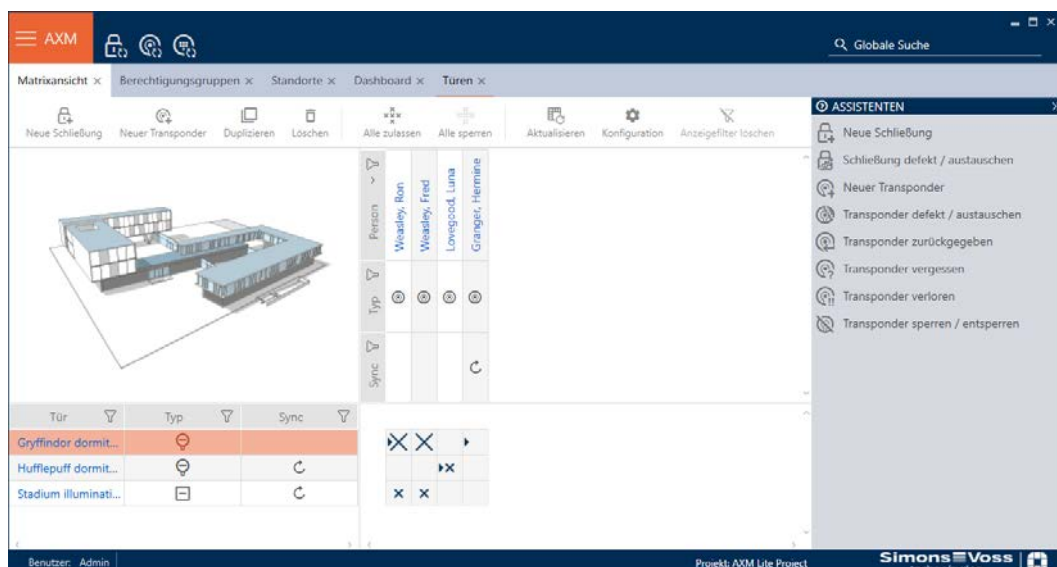 AXM
Globale Suche
Matrixansicht Berechtigungsgruppen Standorte Dashboard Türen
Neue Schließung Neuer Transponder Duplizieren Löschen Alle zulassen Alle sperren Aktualisieren Konfiguration Anzeigefilter löschen
ASSISTENTEN
Neue Schließung
Schließung defekt / austauschen
Neuer Transponder
Transponder defekt / austauschen
Transponder zurückgegeben
Transponder vergessen
Transponder verloren
Transponder sperren / entsperren
Person
Weasley, Ron
Weasley, Fred
Lovegood, Luna
Granger, Hermine
Typ
Sync
Tür Typ Sync
Gryffindor dormit...
Hufflepuff dormit...
Stadium illuminati...
Benutzer: Admin
Projekt: AXM Lite Project
Simons Voss